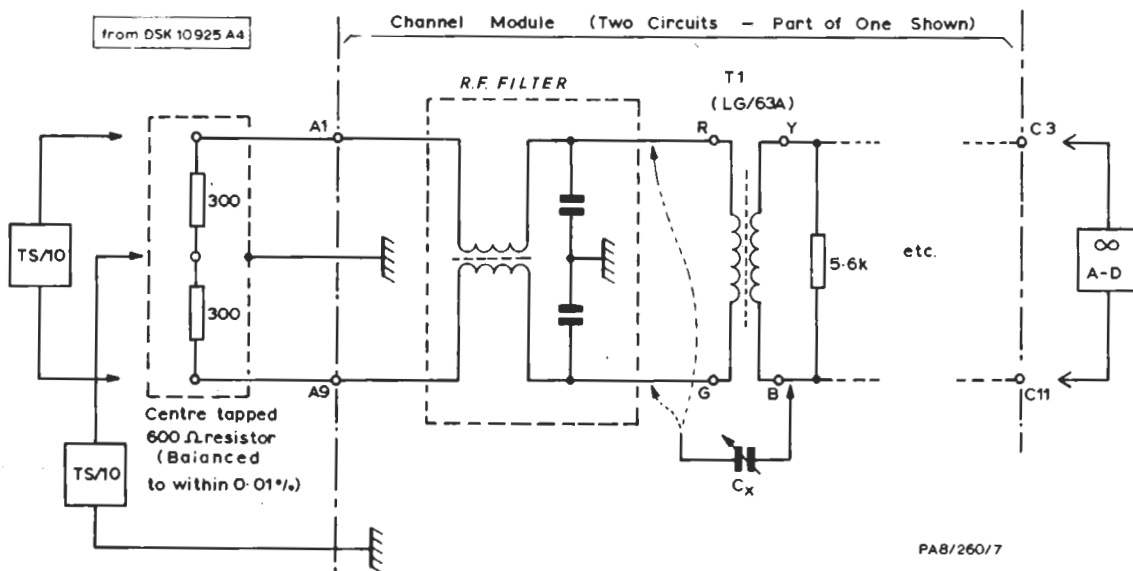 from DSK 10925 A4
Channel Module (Two Circuits – Part of One Shown)
R.F. FILTER
T1
(LG/63A)
A1
R
Y
C3
300
TS/10
300
5·6k
etc.
∞
A-D
A9
G
B
C11
Centre tapped
600 Ω resistor
(Balanced
to within 0·01%)
TS/10
Cx
PA8/260/7